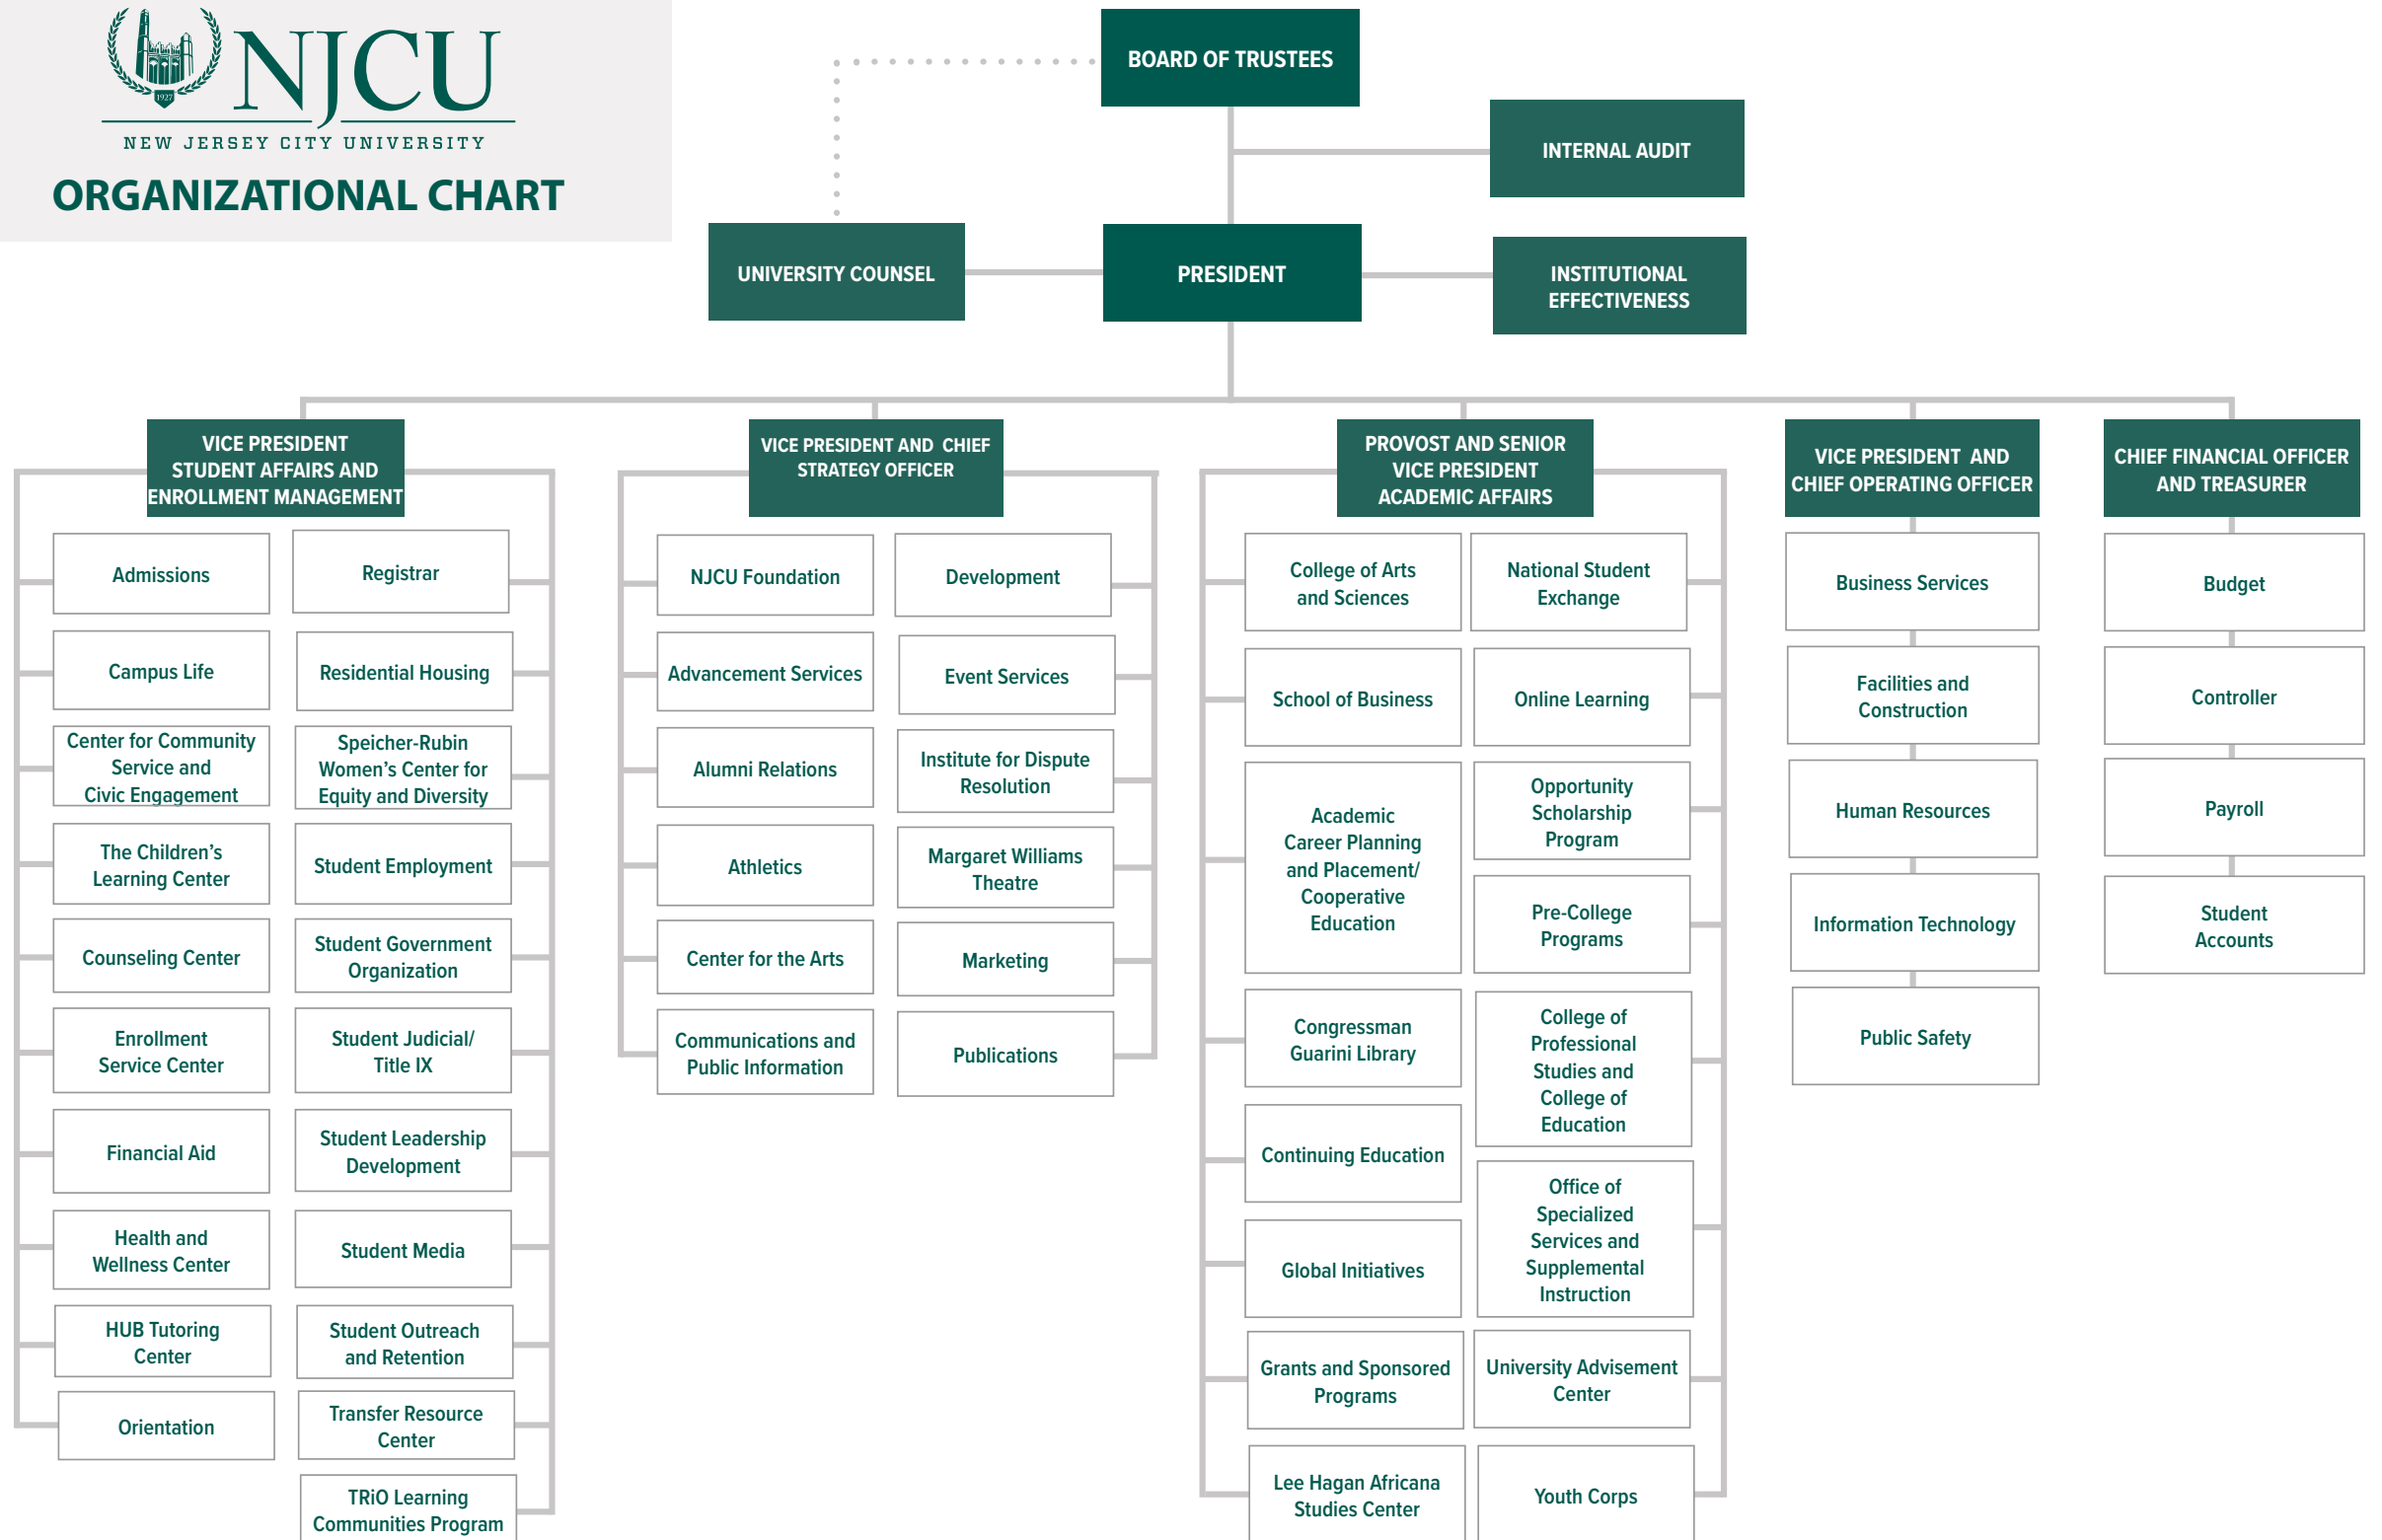 1927
NJCU
NEW JERSEY CITY UNIVERSITY
ORGANIZATIONAL CHART
BOARD OF TRUSTEES
INTERNAL AUDIT
UNIVERSITY COUNSEL
PRESIDENT
INSTITUTIONAL
EFFECTIVENESS
VICE PRESIDENT
STUDENT AFFAIRS AND
ENROLLMENT MANAGEMENT
Admissions
Campus Life
Center for Community
Service and
Civic Engagement
The Children's
Learning Center
Counseling Center
Enrollment
Service Center
Financial Aid
Health and
Wellness Center
HUB Tutoring
Center
Orientation
Registrar
Residential Housing
Speicher-Rubin
Women's Center for
Equity and Diversity
Student Employment
Student Government
Organization
Student Judicial/
Title IX
Student Leadership
Development
Student Media
Student Outreach
and Retention
Transfer Resource
Center
TRiO Learning
Communities Program
VICE PRESIDENT AND CHIEF
STRATEGY OFFICER
NJCU Foundation
Advancement Services
Alumni Relations
Athletics
Center for the Arts
Communications and
Public Information
Development
Event Services
Institute for Dispute
Resolution
Margaret Williams
Theatre
Marketing
Publications
PROVOST AND SENIOR
VICE PRESIDENT
ACADEMIC AFFAIRS
College of Arts
and Sciences
School of Business
Academic
Career Planning
and Placement/
Cooperative
Education
Congressman
Guarini Library
Continuing Education
Global Initiatives
Grants and Sponsored
Programs
Lee Hagan Africana
Studies Center
National Student
Exchange
Online Learning
Opportunity
Scholarship
Program
Pre-College
Programs
College of
Professional
Studies and
College of
Education
Office of
Specialized
Services and
Supplemental
Instruction
University Advisement
Center
Youth Corps
VICE PRESIDENT AND
CHIEF OPERATING OFFICER
Business Services
Facilities and
Construction
Human Resources
Information Technology
Public Safety
CHIEF FINANCIAL OFFICER
AND TREASURER
Budget
Controller
Payroll
Student
Accounts